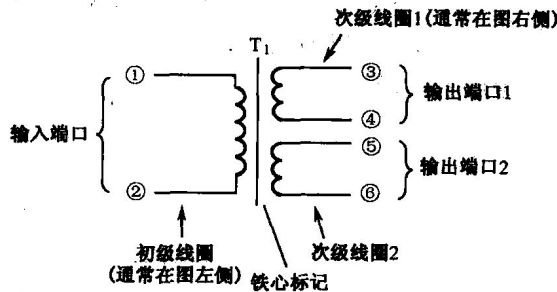 次级线圈1(通常在图右侧)
T1
①
③
输出端口1
④
输入端口
⑤
输出端口2
②
⑥
初级线圈
(通常在图左侧)
次级线圈2
铁心标记